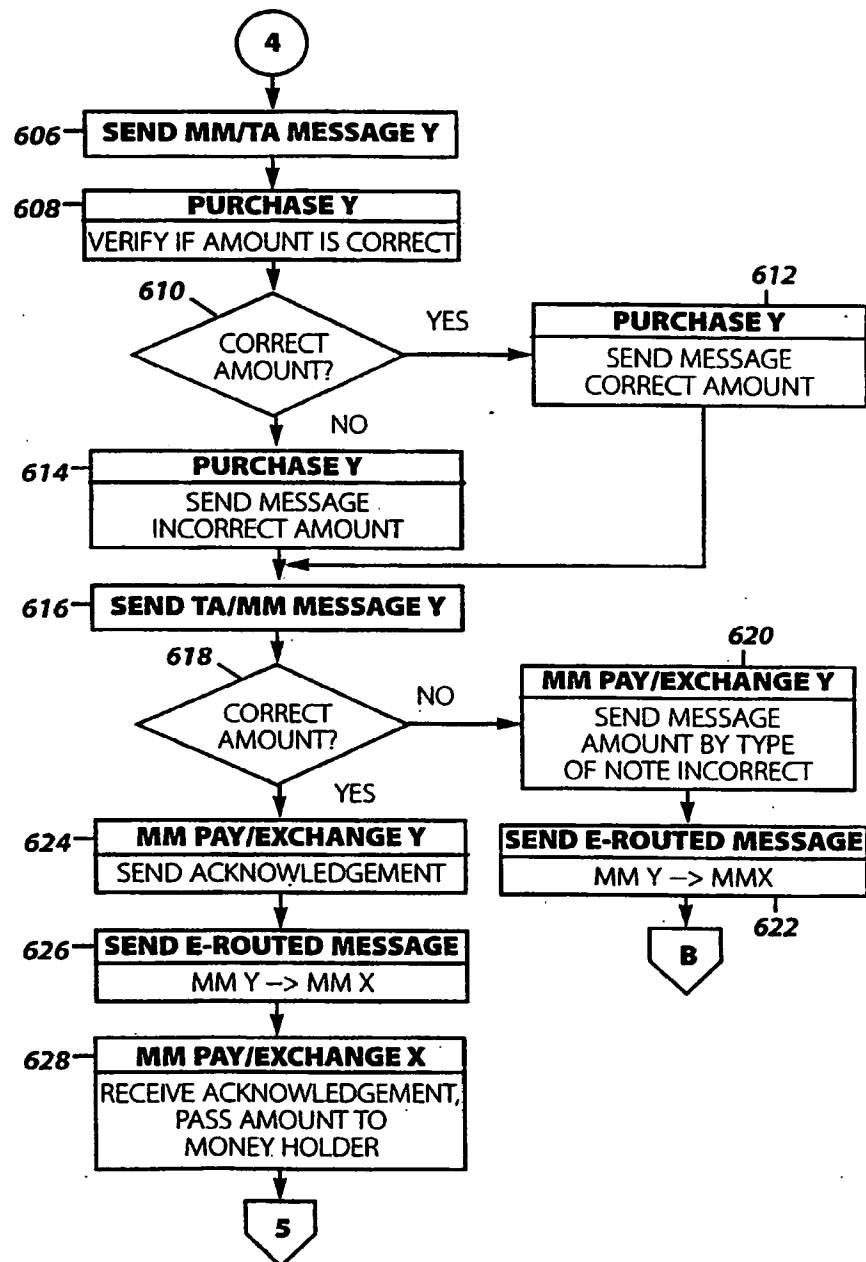 4
606
SEND MM/TA MESSAGE Y
608
PURCHASE Y
VERIFY IF AMOUNT IS CORRECT
610
CORRECT
AMOUNT?
YES
NO
612
PURCHASE Y
SEND MESSAGE
CORRECT AMOUNT
614
PURCHASE Y
SEND MESSAGE
INCORRECT AMOUNT
616
SEND TA/MM MESSAGE Y
618
CORRECT
AMOUNT?
NO
YES
620
MM PAY/EXCHANGE Y
SEND MESSAGE
AMOUNT BY TYPE
OF NOTE INCORRECT
SEND E-ROUTED MESSAGE
MM Y –> MMX
622
B
624
MM PAY/EXCHANGE Y
SEND ACKNOWLEDGEMENT
626
SEND E-ROUTED MESSAGE
MM Y –> MM X
628
MM PAY/EXCHANGE X
RECEIVE ACKNOWLEDGEMENT,
PASS AMOUNT TO
MONEY HOLDER
5